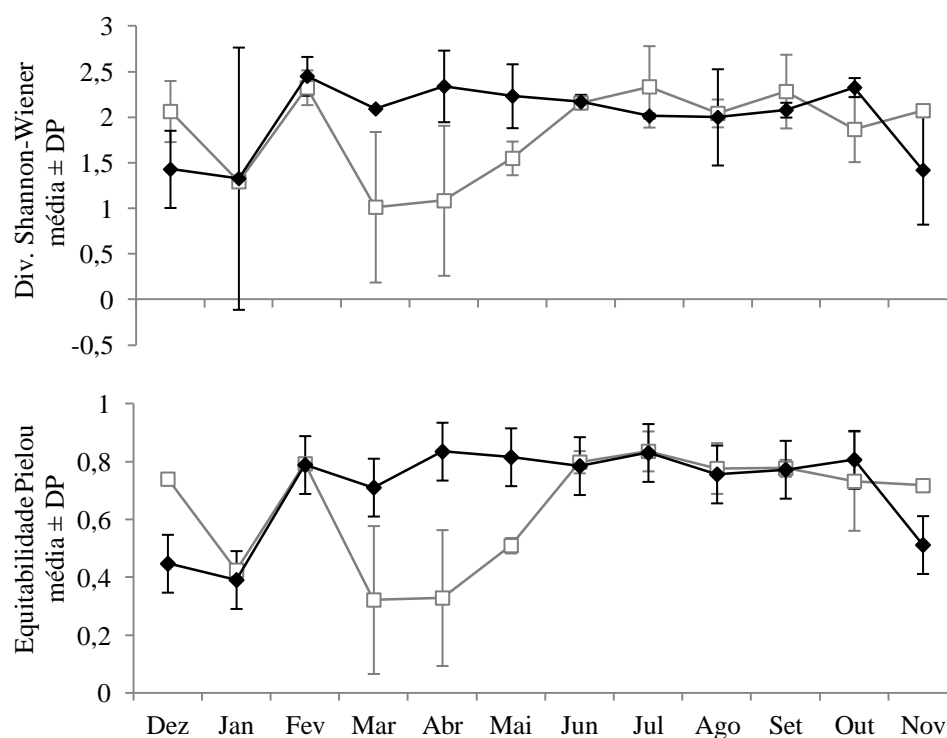 Div. Shannon-Wiener
média ± DP
3
2,5
2
1,5
1
0,5
0
-0,5
Equitabilidade Pielou
média ± DP
1
0,8
0,6
0,4
0,2
0
Dez Jan Fev Mar Abr Mai Jun Jul Ago Set Out Nov